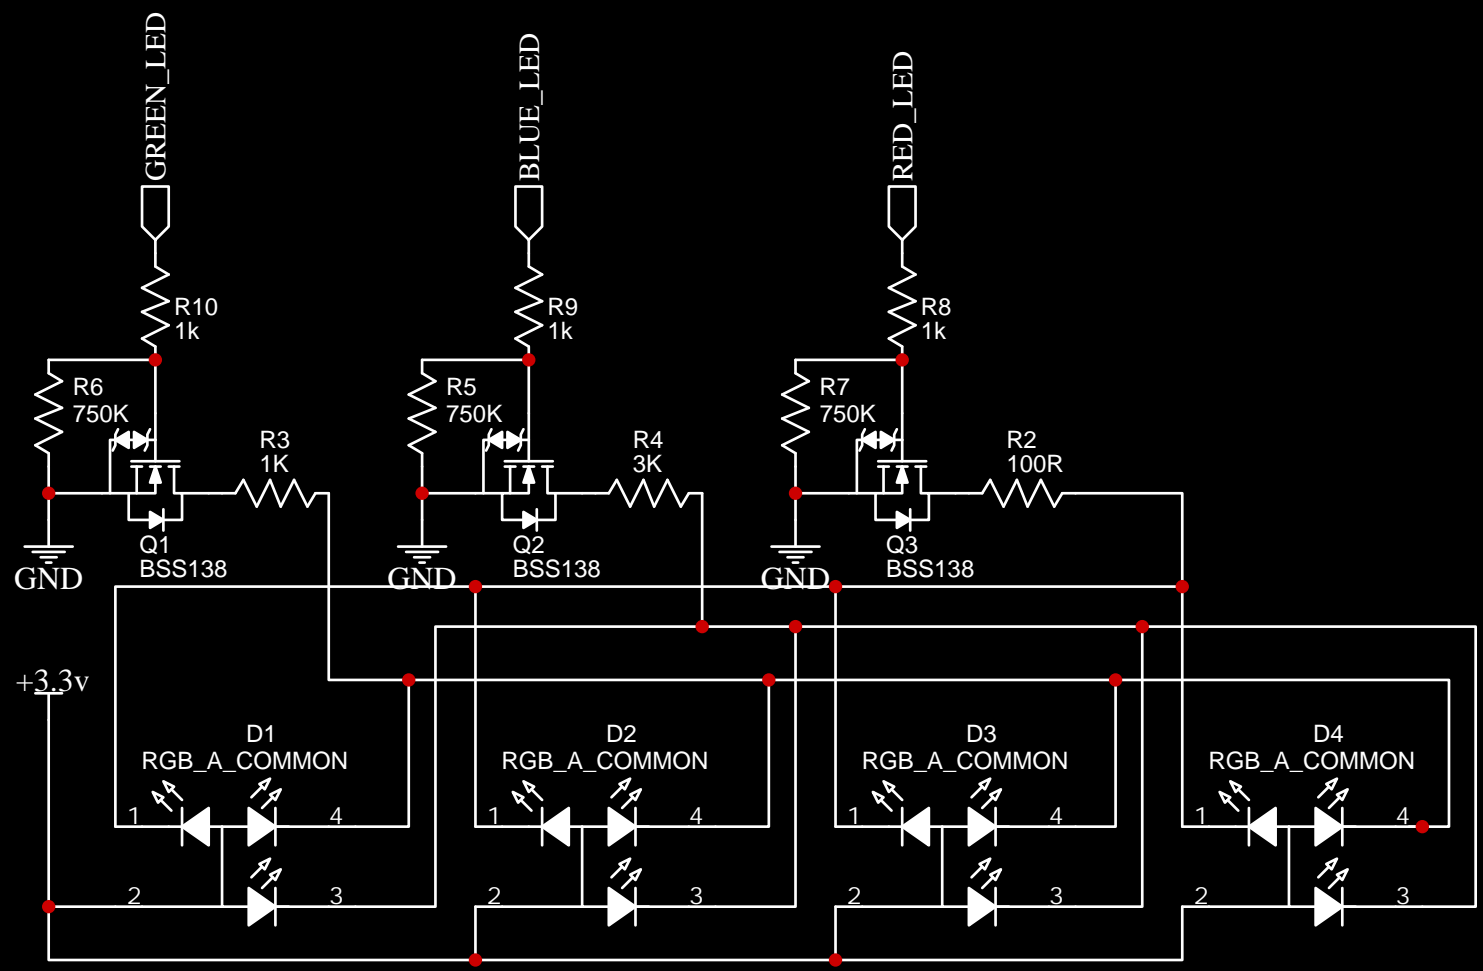 GREEN_LED
BLUE_LED
RED_LED
R10
1k
R9
1k
R8
1k
R6
750K
R5
750K
R7
750K
R3
1K
R4
3K
R2
100R
Q1
BSS138
Q2
BSS138
Q3
BSS138
GND
GND
GND
+3.3v
D1
RGB_A_COMMON
D2
RGB_A_COMMON
D3
RGB_A_COMMON
D4
RGB_A_COMMON
1 4 1 4 1 4 1 4
2 3 2 3 2 3 2 3